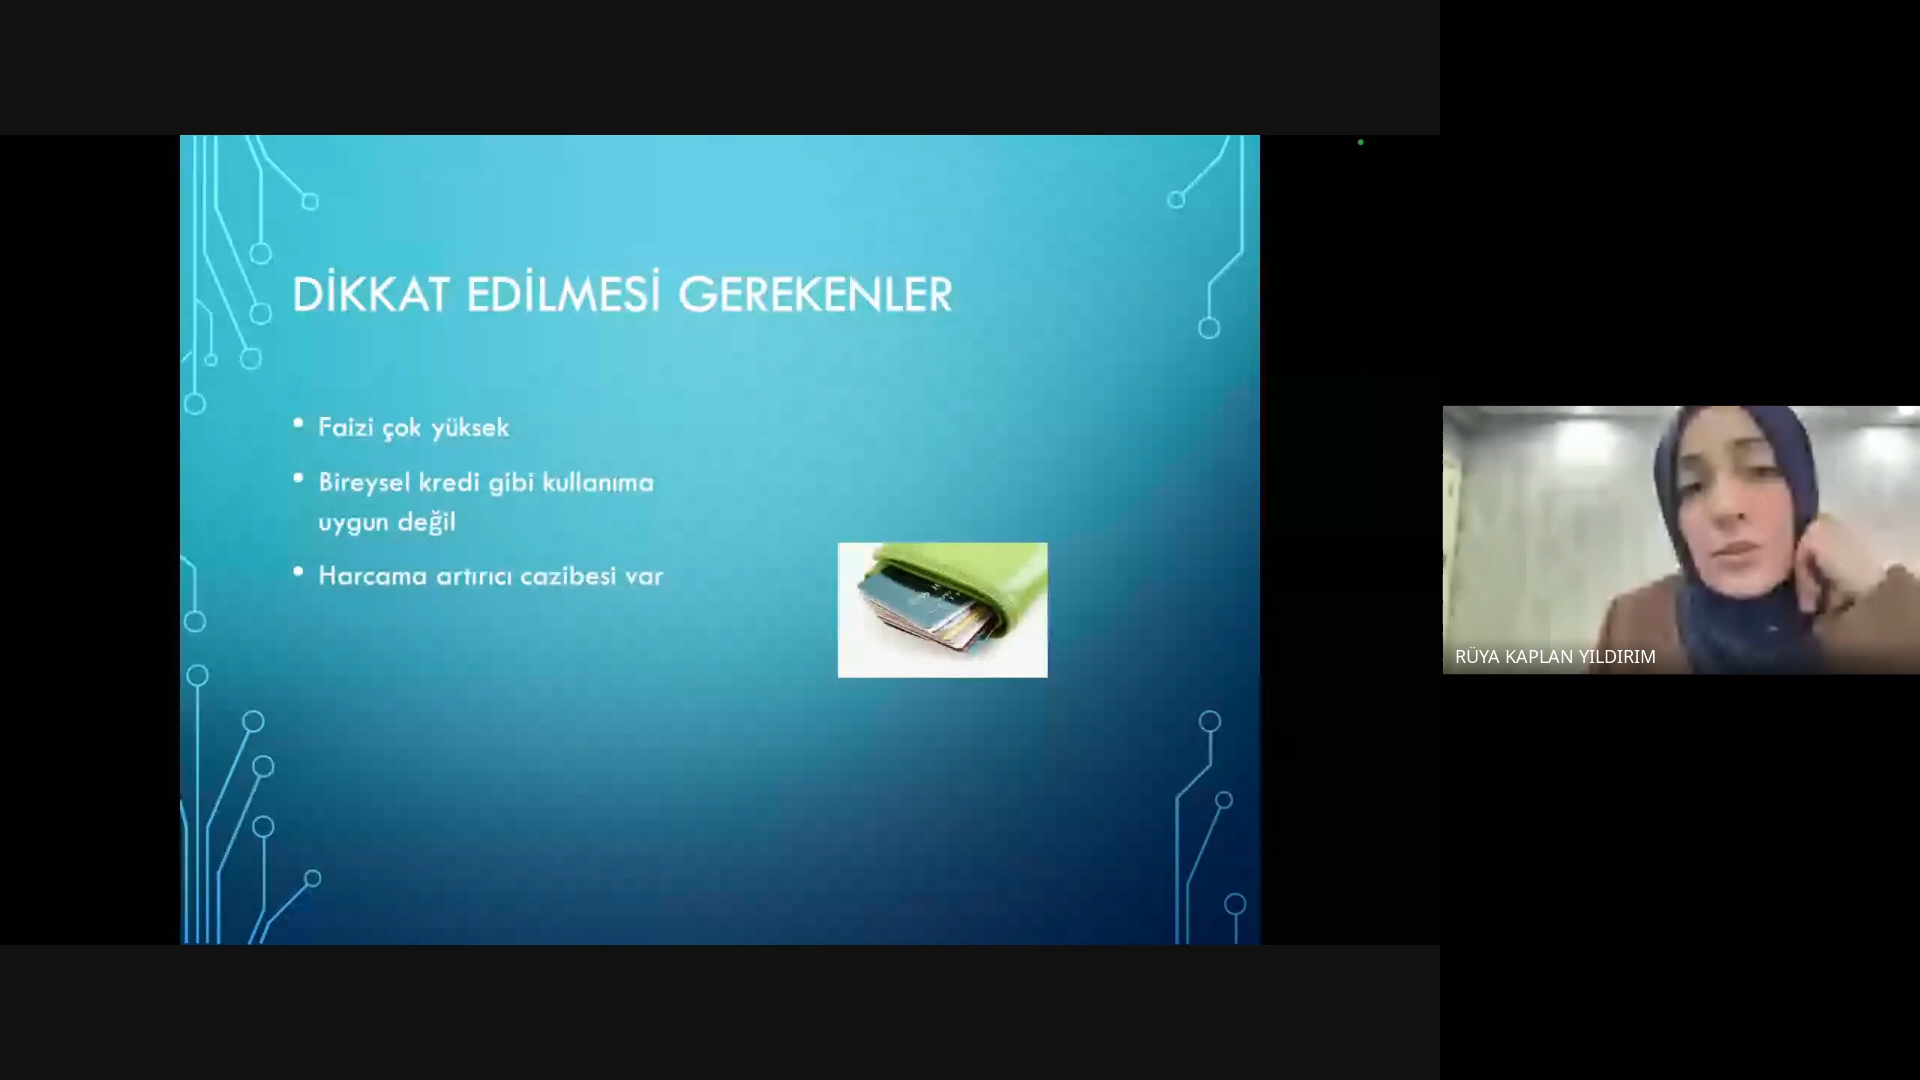 DİKKAT EDİLMESİ GEREKENLER
• Faizi çok yüksek
• Bireysel kredi gibi kullanıma
uygun değil
• Harcama artırıcı cazibesi var
RÜYA KAPLAN YILDIRIM